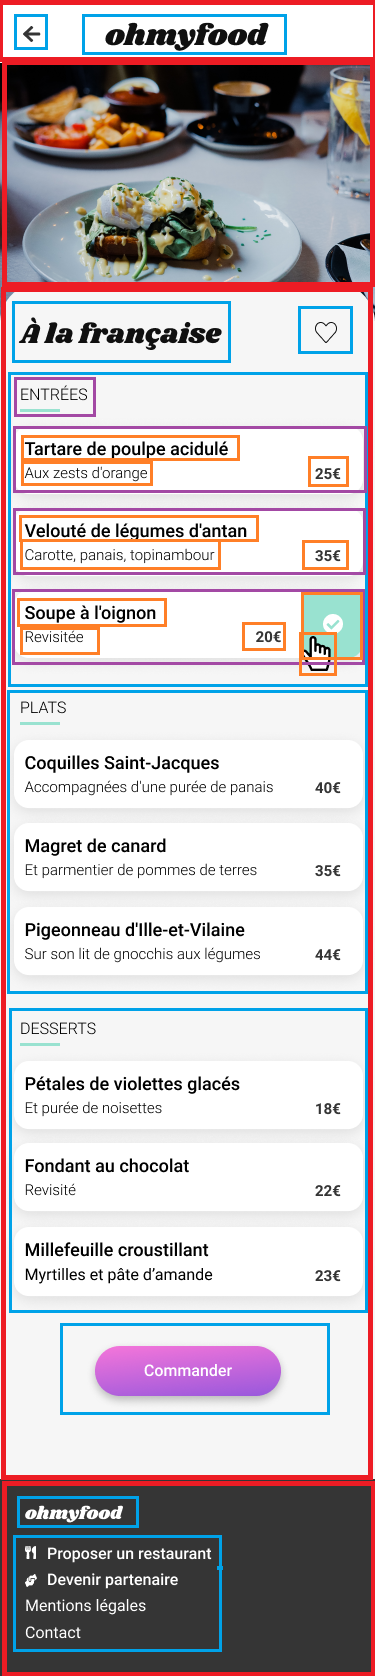 ohmyfood
À la française
ENTRÉES
Tartare de poulpe acidulé
Aux zests d'orange
25€
Velouté de légumes d'antan
Carotte, panais, topinambour
35€
Soupe à l'oignon
Revisitée
20€
PLATS
Coquilles Saint-Jacques
Accompagnées d'une purée de panais
40€
Magret de canard
Et parmentier de pommes de terres
35€
Pigeonneau d'Ille-et-Vilaine
Sur son lit de gnocchis aux légumes
44€
DESSERTS
Pétales de violettes glacés
Et purée de noisettes
18€
Fondant au chocolat
Revisité
22€
Millefeuille croustillant
Myrtilles et pâte d’amande
23€
Commander
ohmyfood
Proposer un restaurant
Devenir partenaire
Mentions légales
Contact